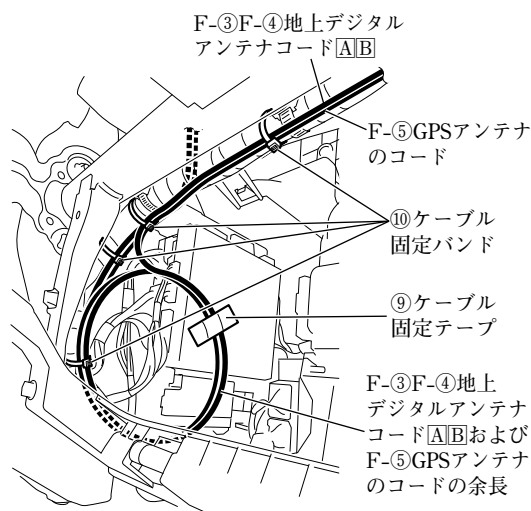 F-③F-④地上デジタル
アンテナコード🄰🄱
F-⑤GPSアンテナ
のコード
⑩ケーブル
固定バンド
⑨ケーブル
固定テープ
F-③F-④地上
デジタルアンテナ
コード🄰🄱および
F-⑤GPSアンテナ
のコードの余長